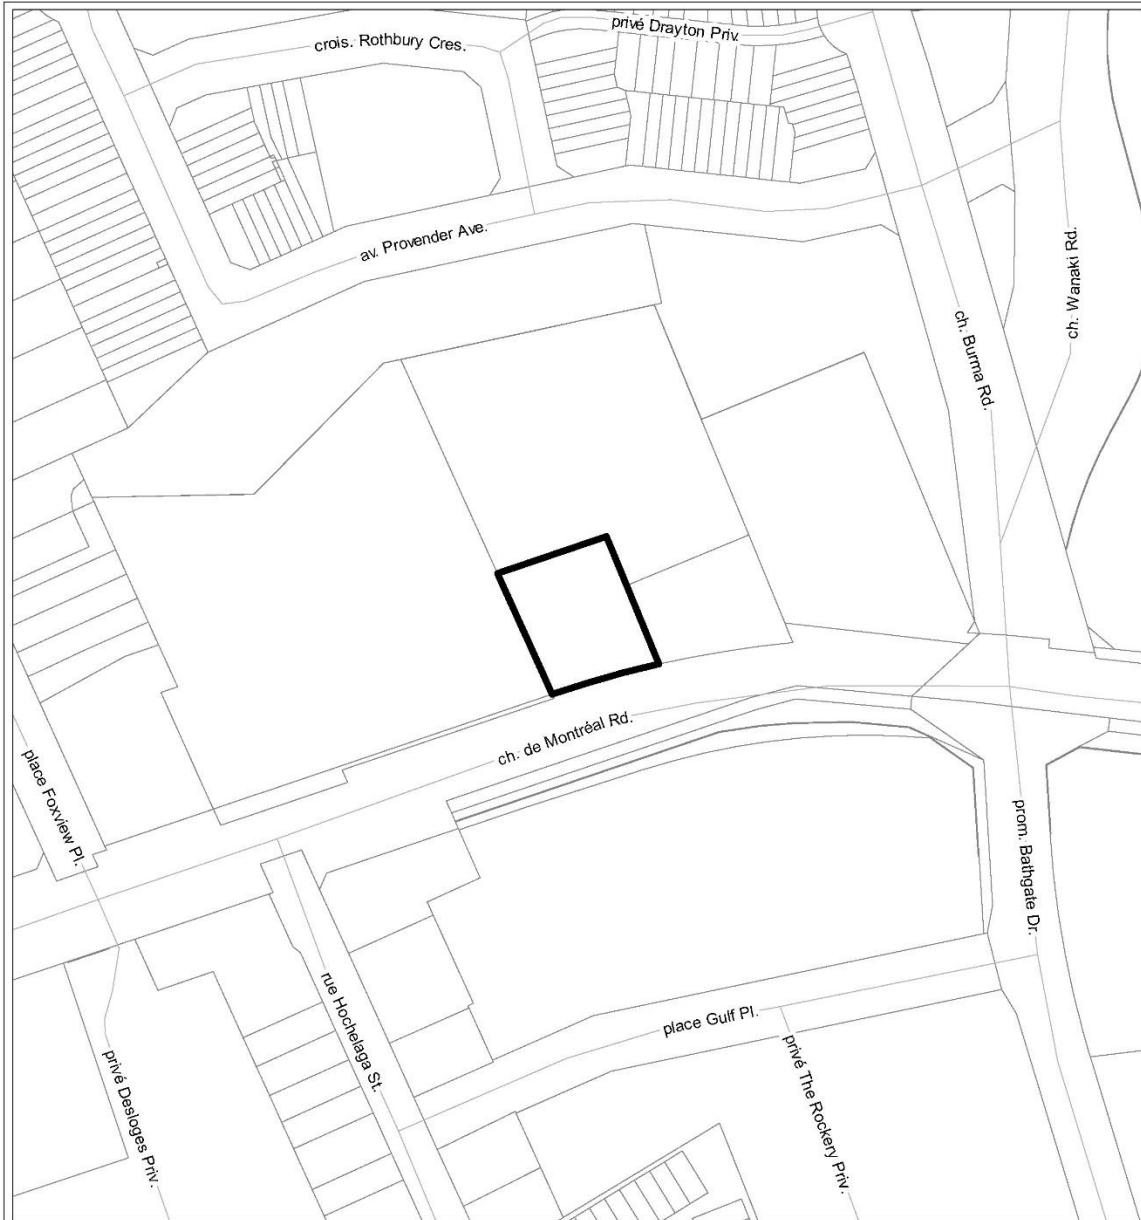 privé Drayton Priv.
crois. Rothbury Cres.
av. Provender Ave.
ch. Wanaki Rd.
ch. Burma Rd.
ch. de Montréal Rd.
place Foxview Pl.
prom. Bathgate Dr.
rue Hochelaga St.
place Gulf Pl.
privé Desloges Priv.
privé The Rockery Priv.